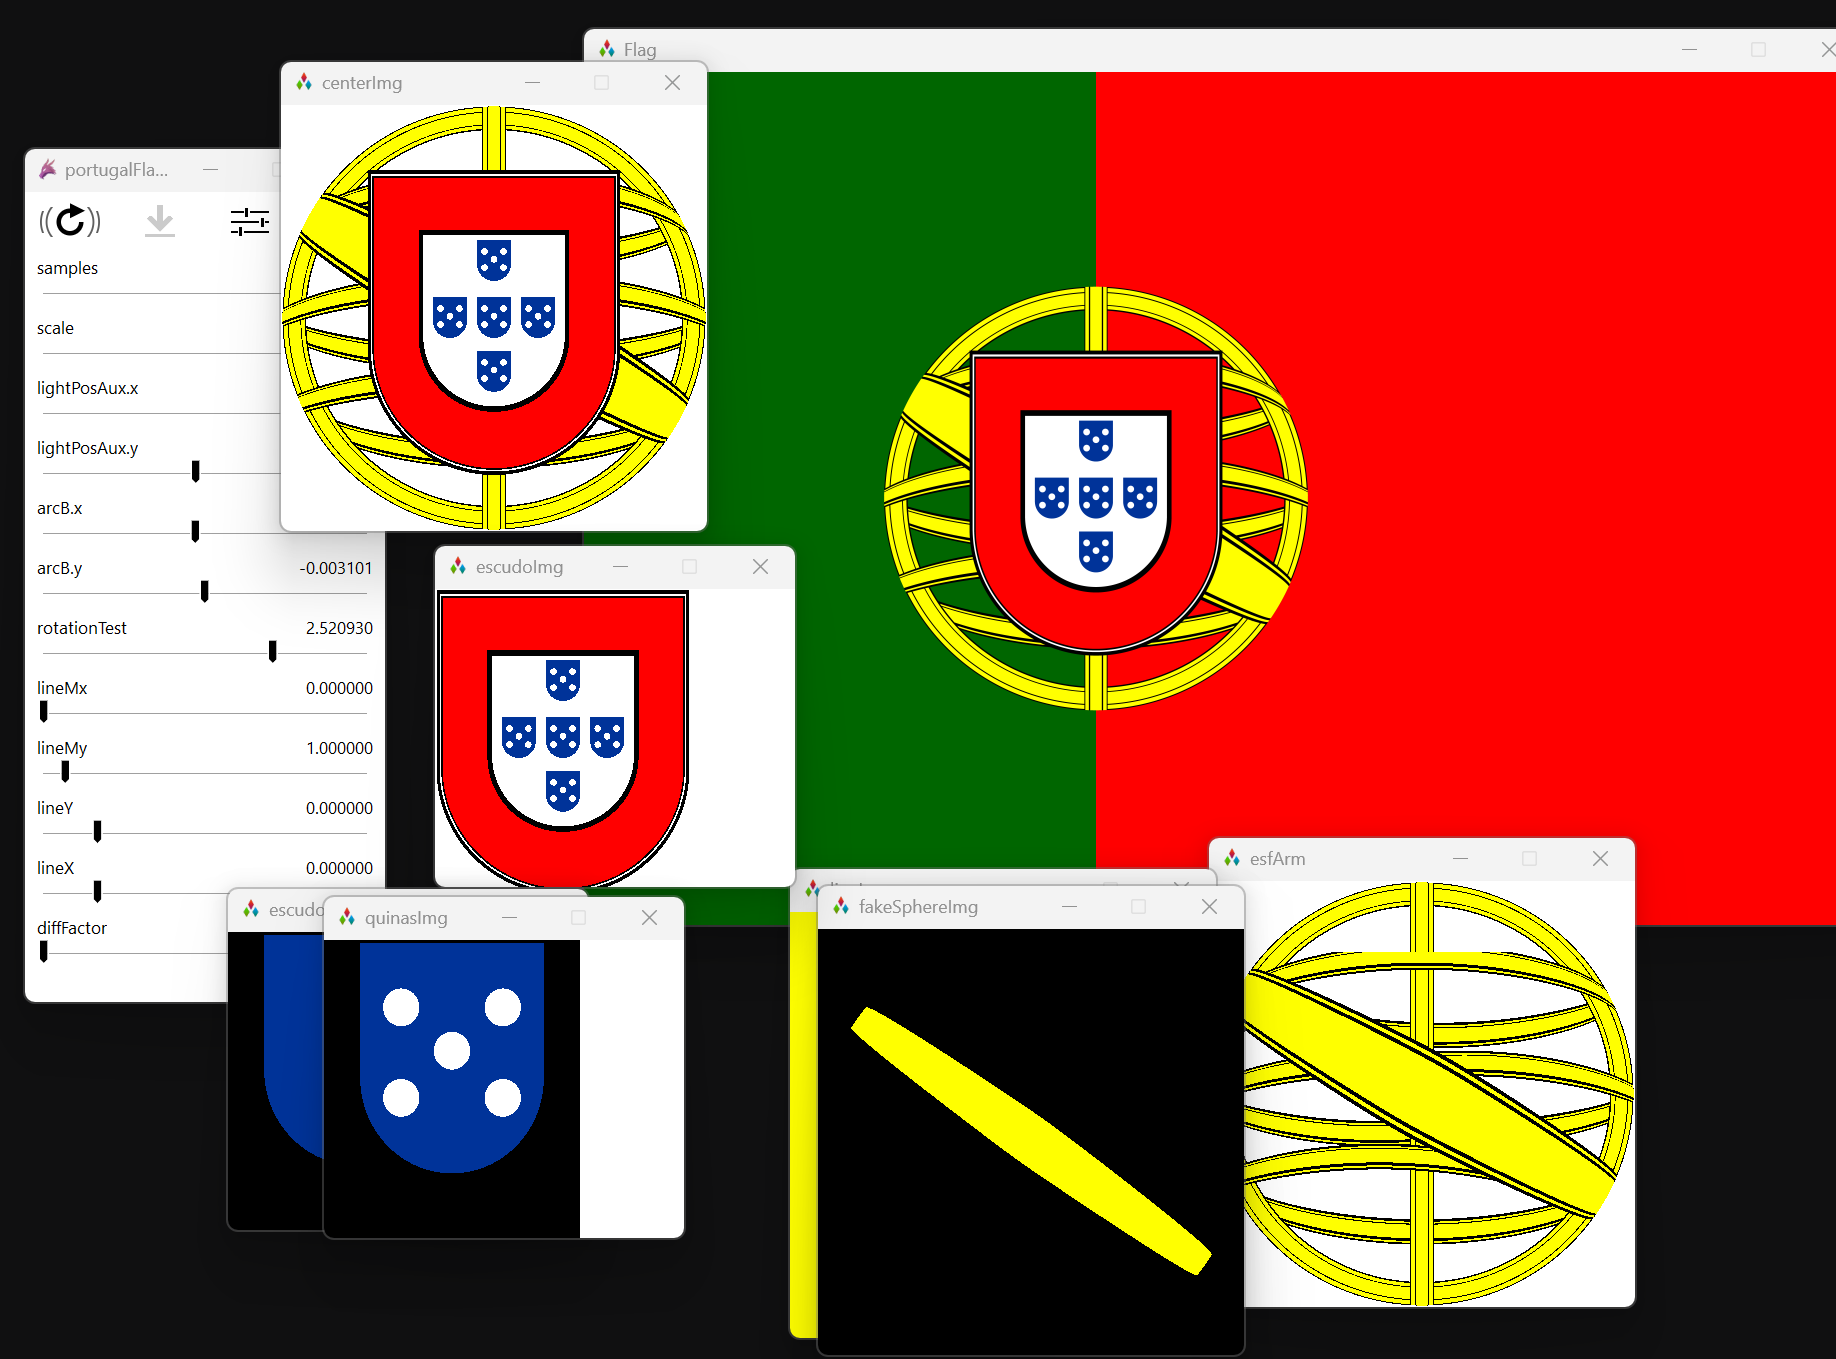 Flag
centerImg
portugalFla...
samples
scale
lightPosAux.x
lightPosAux.y
arcB.x
arcB.y -0.003101
rotationTest 2.520930
lineMx 0.000000
lineMy 1.000000
lineY 0.000000
lineX 0.000000
diffFactor
escudoImg
escudo
quinasImg
fakeSphereImg
esfArm